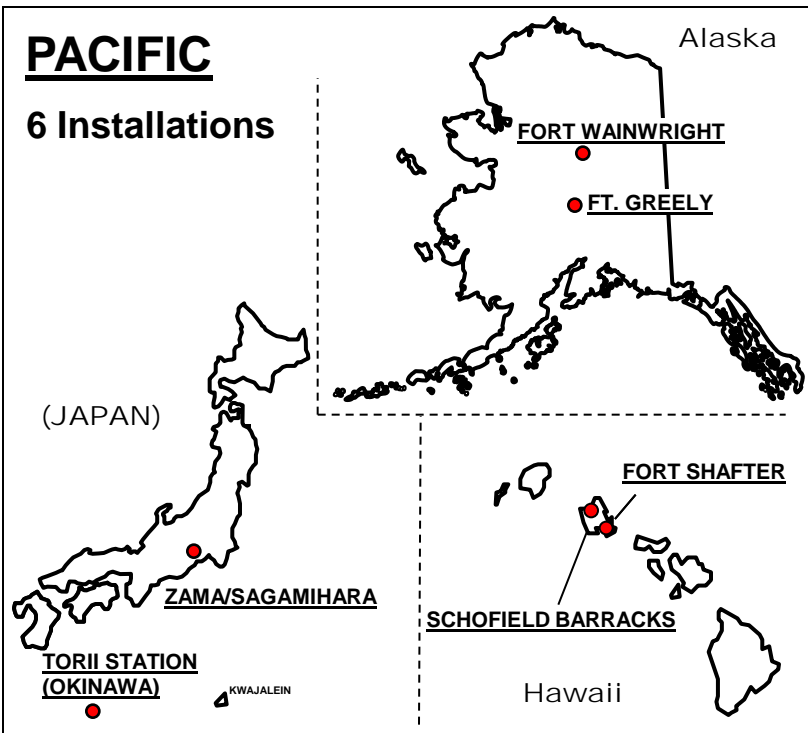 PACIFIC
6 Installations
Alaska
FORT WAINWRIGHT
FT. GREELY
(JAPAN)
FORT SHAFTER
ZAMA/SAGAMIHARA
SCHOFIELD BARRACKS
TORII STATION
(OKINAWA)
KWAJALEIN
Hawaii